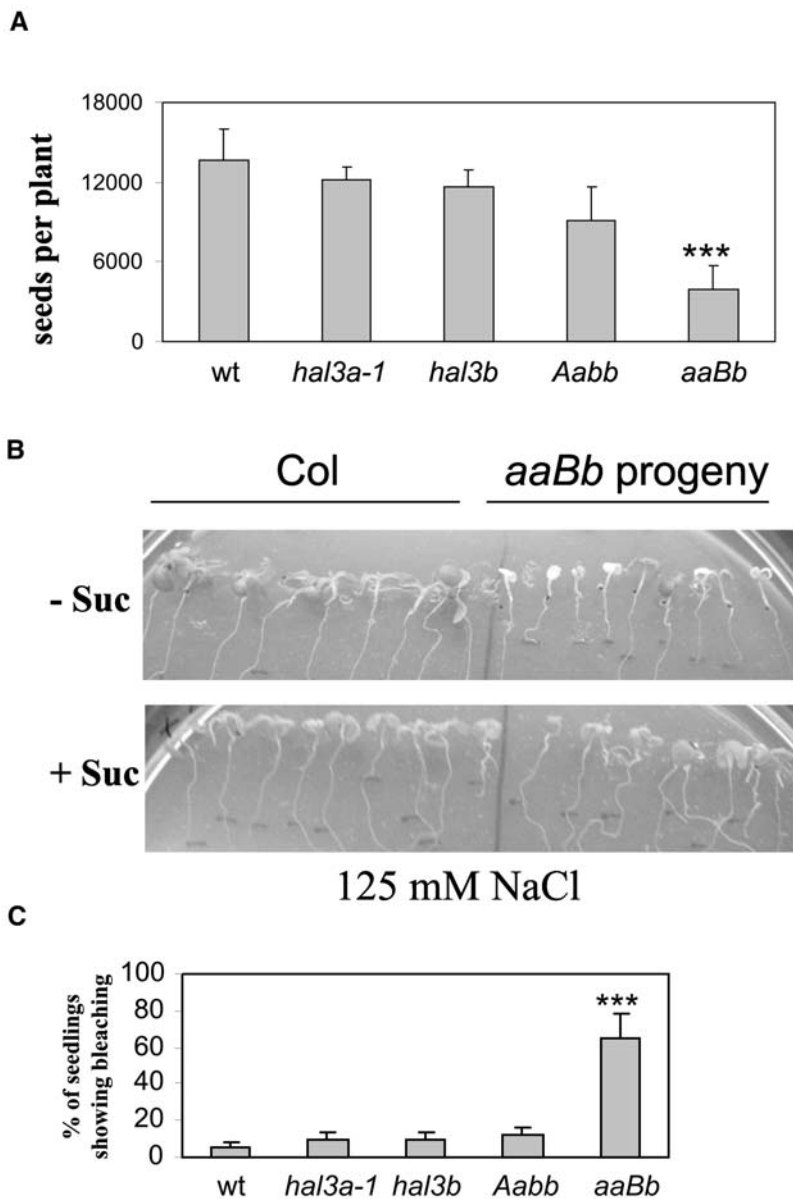 A
18000
12000
6000
0
seeds per plant
***
wt hal3a-1 hal3b Aabb aaBb
B
Col aaBb progeny
- Suc
+ Suc
125 mM NaCl
C
100
80
60
40
20
0
% of seedlings
showing bleaching
***
wt hal3a-1 hal3b Aabb aaBb